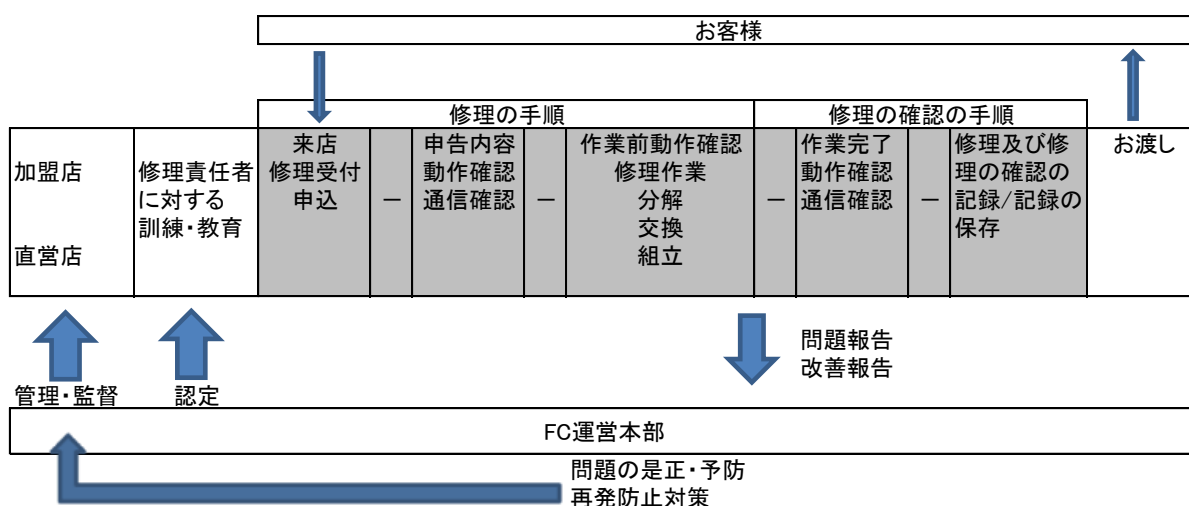 お客様
修理の手順
修理の確認の手順
加盟店
直営店
修理責任者
に対する
訓練・教育
来店
修理受付
申込
－
申告内容
動作確認
通信確認
－
作業前動作確認
修理作業
分解
交換
組立
－
作業完了
動作確認
通信確認
－
修理及び修
理の確認の
記録/記録の
保存
お渡し
管理・監督
認定
問題報告
改善報告
FC運営本部
問題の是正・予防
再発防止対策